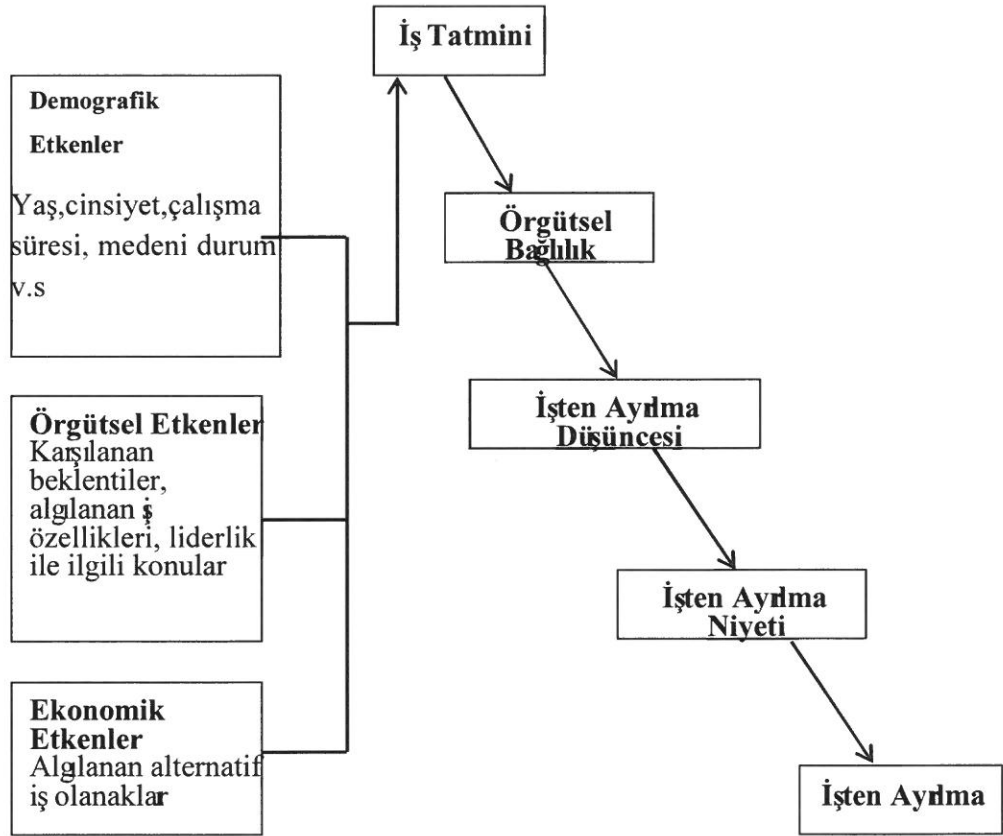 İş Tatmini
Demografik
Etkenler
Yaş,cinsiyet,çalışma
süresi, medeni durum
v.s
Örgütsel
Bağlılık
İşten Ayrılma
Düşüncesi
Örgütsel Etkenler
Karşılanan
beklentiler,
algılanan iş
özellikleri, liderlik
ile ilgili konular
İşten Ayrılma
Niyeti
Ekonomik
Etkenler
Algılanan alternatif
iş olanaklar
İşten Ayrılma